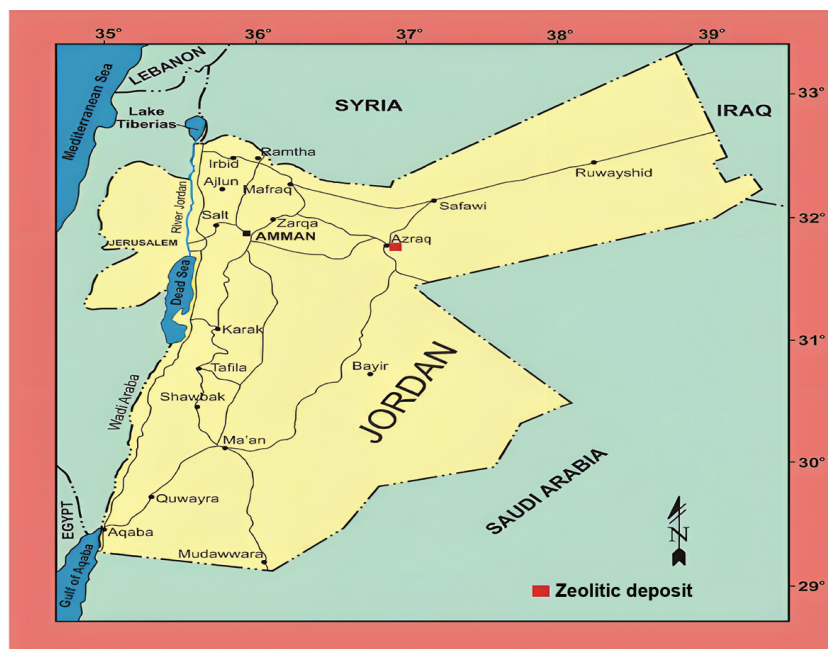 35° 36° 37° 38° 39°
Mediterranean Sea
LEBANON
SYRIA
33°
IRAQ
Lake
Tiberias
Ramtha
Irbid
Ajlun
Mafraq
Ruwayshid
River Jordan
Salt
Zarqa
Safawi
32°
JERUSALEM
AMMAN
Azraq
Dead Sea
Karak
31°
Tafila
Bayir
JORDAN
Wadi Araba
Shawbak
Ma'an
30°
SAUDI ARABIA
Quwayra
EGYPT
Aqaba
N
Mudawwara
Gulf of Aqaba
29°
Zeolitic deposit